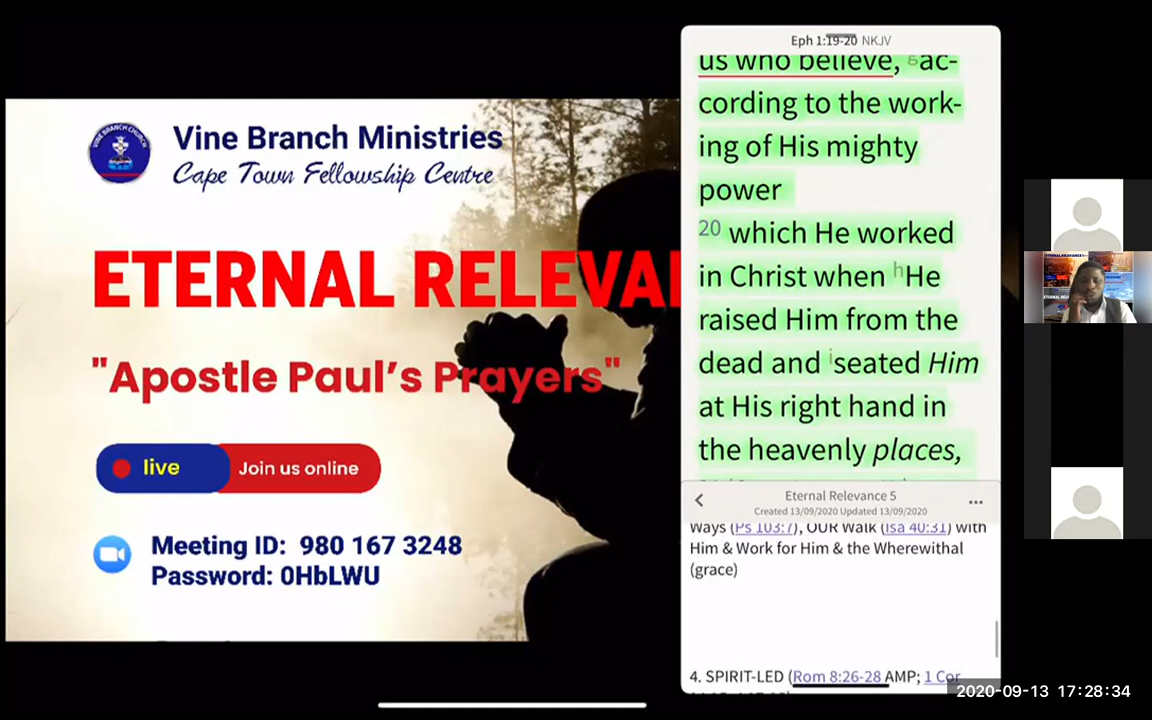 VINE BRANCH CHURCH
Vine Branch Ministries
Cape Town Fellowship Centre
ETERNAL RELEVA
"Apostle Paul's Prayers"
live
Join us online
Meeting ID: 980 167 3248
Password: 0HbLWU
Eph 1:19-20 NKJV
us who believe, g ac-
cording to the work-
ing of His mighty
power
20 which He worked
in Christ when h He
raised Him from the
dead and i seated Him
at His right hand in
the heavenly places,
Eternal Relevance 5
Created 13/09/2020 Updated 13/09/2020
Ways (Ps 103:7), OUR Walk (Isa 40:31) with
Him & Work for Him & the Wherewithal
(grace)
4. SPIRIT-LED (Rom 8:26-28 AMP; 1 Cor
2020-09-13 17:28:34